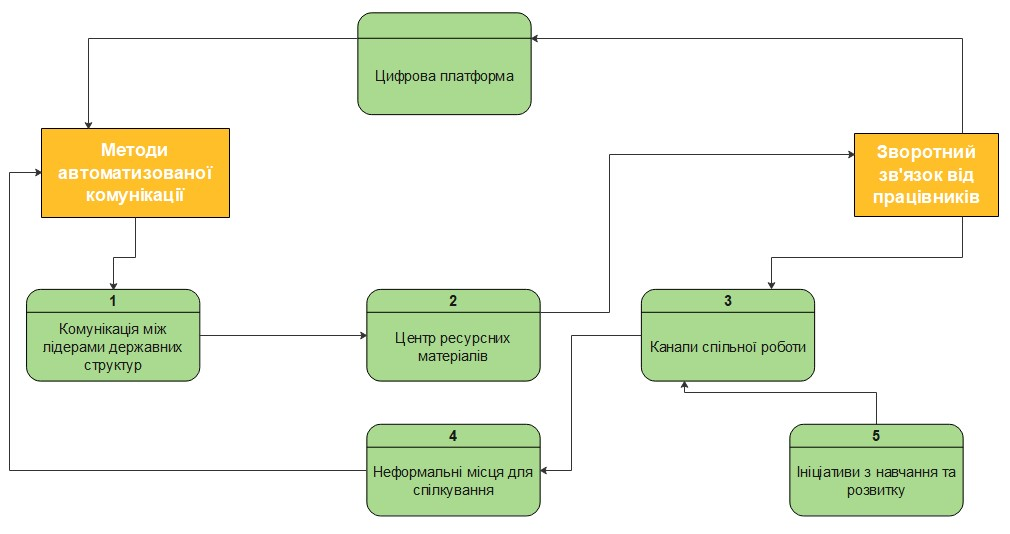 Цифрова платформа
Методи
автоматизованої
комунікації
Зворотний
зв'язок від
працівників
1
Комунікація між
лідерами державних
структур
2
Центр ресурсних
матеріалів
3
Канали спільної роботи
4
Неформальні місця для
спілкування
5
Ініціативи з навчання та
розвитку